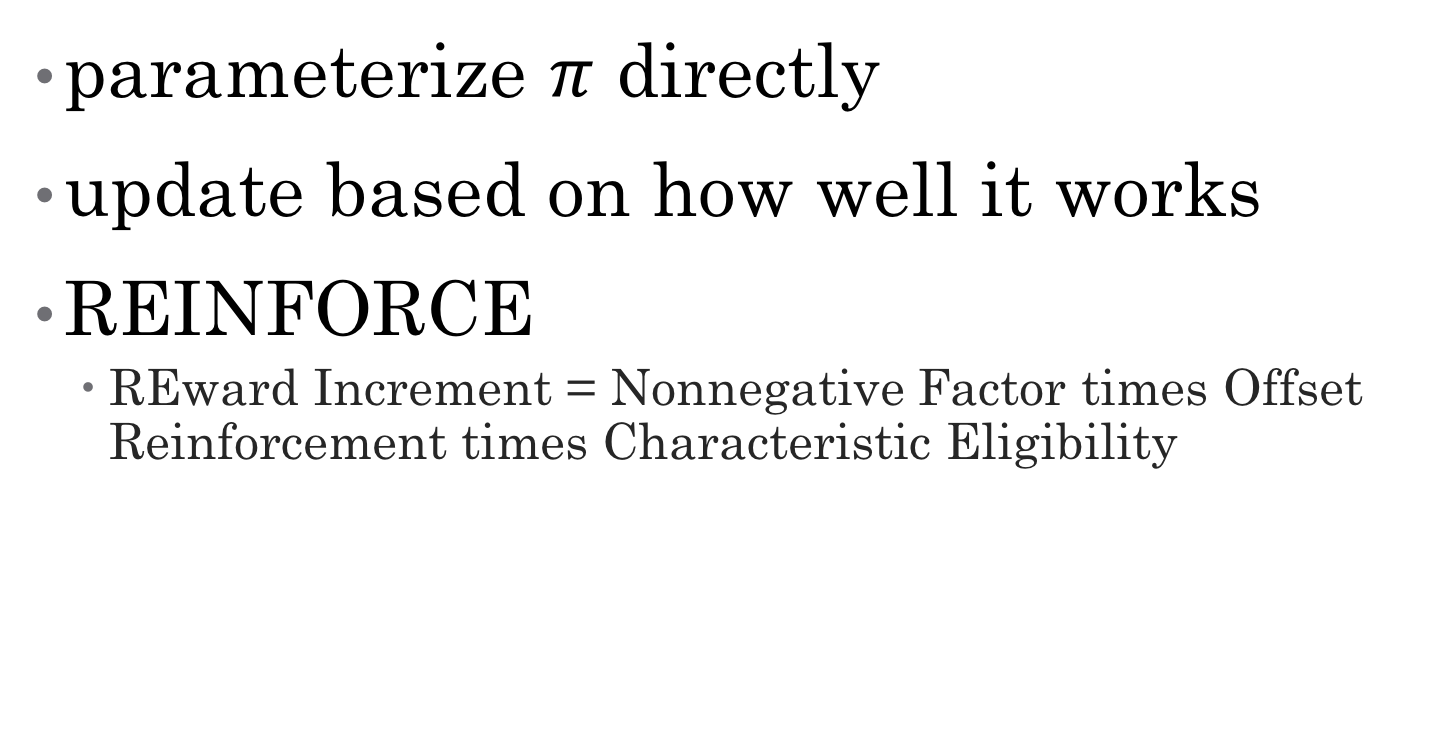 • parameterize π directly
• update based on how well it works
• REINFORCE
• REward Increment = Nonnegative Factor times Offset
Reinforcement times Characteristic Eligibility